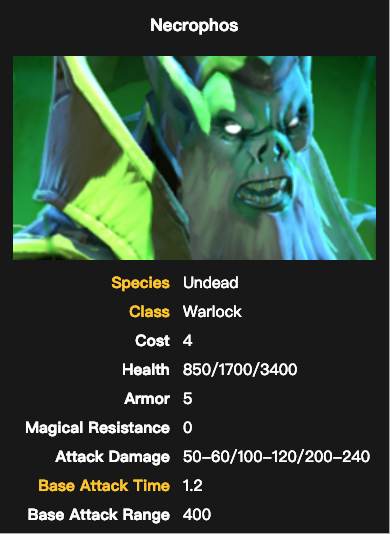 Necrophos
Species Undead
Class Warlock
Cost 4
Health 850/1700/3400
Armor 5
Magical Resistance 0
Attack Damage 50–60/100–120/200–240
Base Attack Time 1.2
Base Attack Range 400